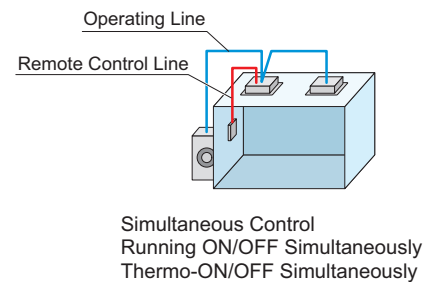 Operating Line
Remote Control Line
Simultaneous Control
Running ON/OFF Simultaneously
Thermo-ON/OFF Simultaneously